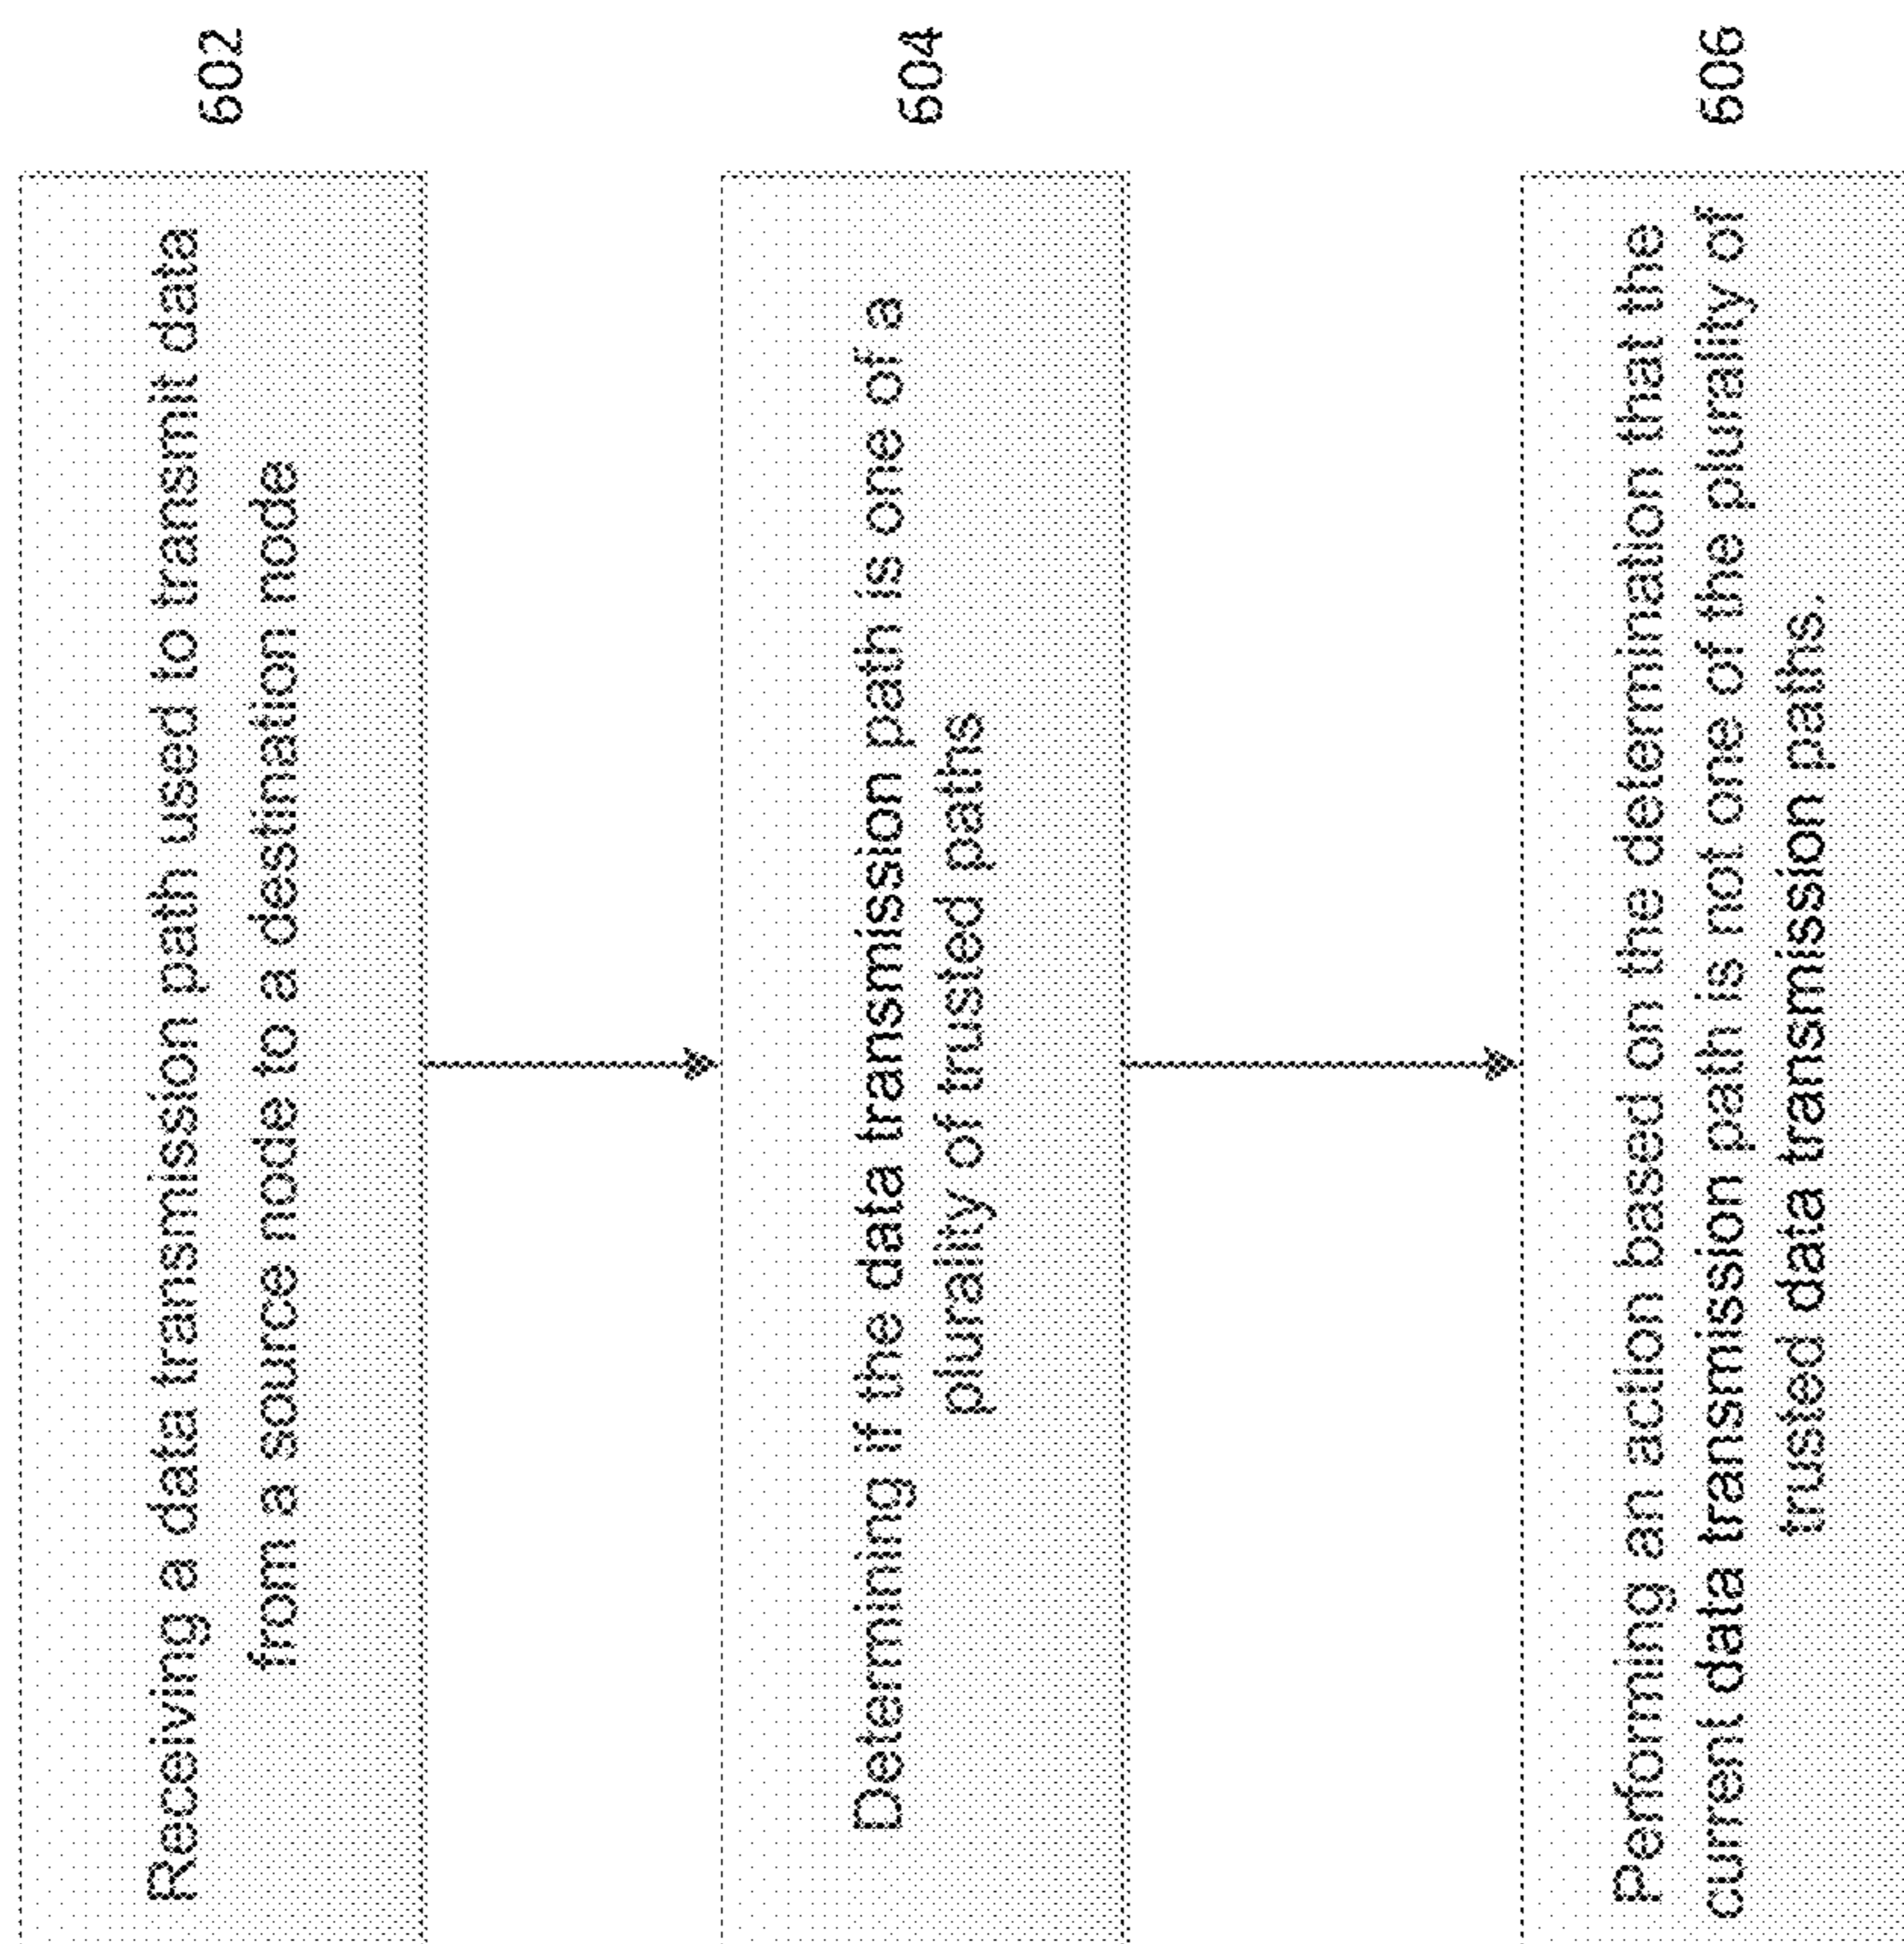 Receiving a data transmission path used to transmit data
from a source node to a destination node
602
Determining if the data transmission path is one of a
plurality of trusted paths
604
Performing an action based on the determination that the
current data transmission path is not one of the plurality of
trusted data transmission paths.
606